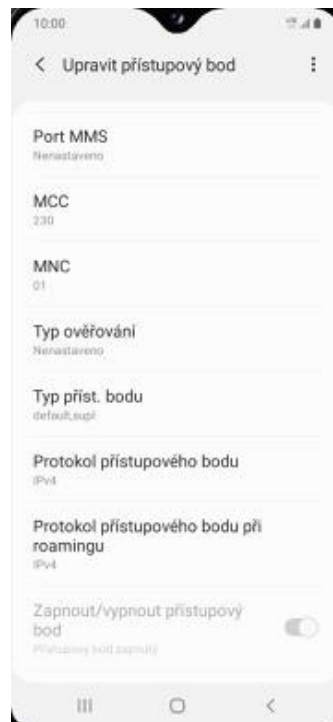 10:00
Upravit přístupový bod
Port MMS
Nenastaveno
MCC
230
MNC
01
Typ ověřování
Nenastaveno
Typ příst. bodu
default,supl
Protokol přístupového bodu
IPv4
Protokol přístupového bodu při
roamingu
IPv4
Zapnout/vypnout přístupový
bod
Přístupový bod zapnutý